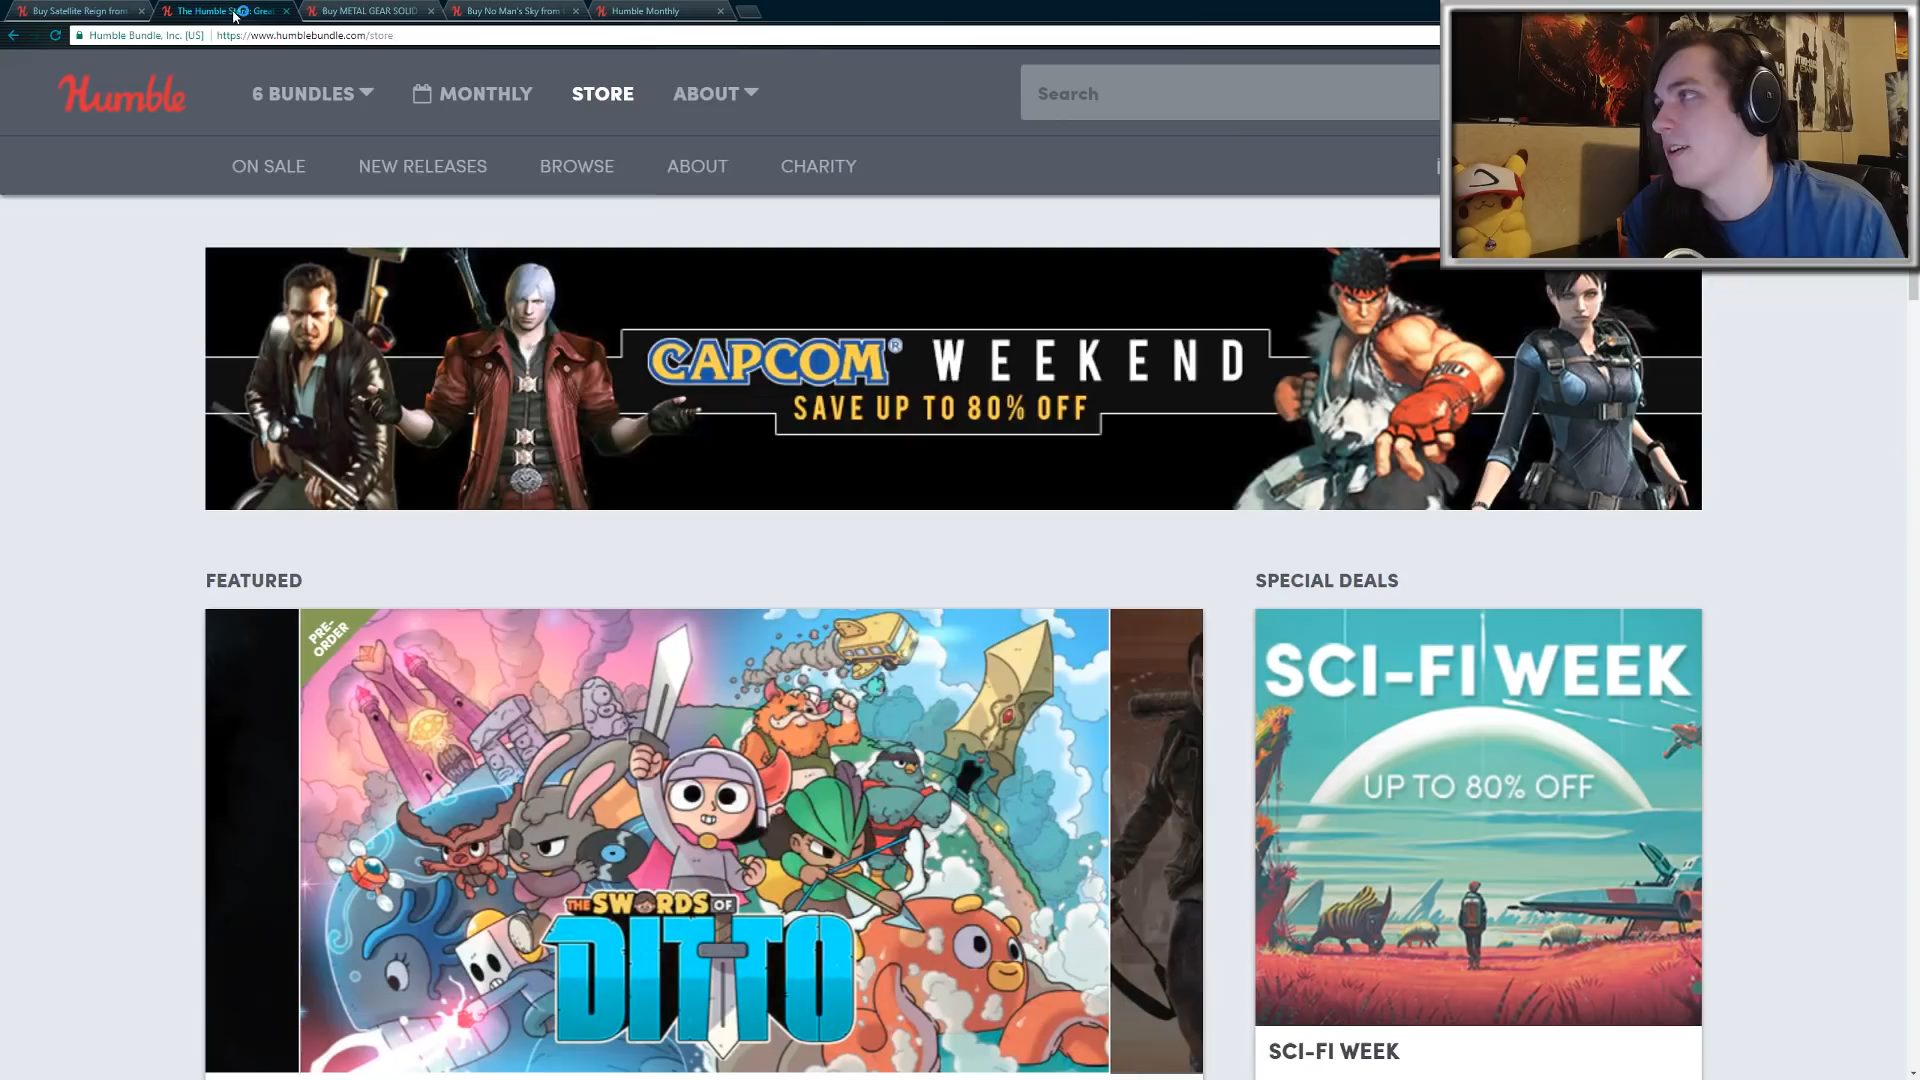 Buy Satellite Reign from
The Humble Store: Grea
Buy METAL GEAR SOLID
Buy No Man's Sky from
Humble Monthly
Humble Bundle, Inc. [US]
https://www.humblebundle.com/store
Humble
6 BUNDLES
MONTHLY
STORE
ABOUT
Search
ON SALE
NEW RELEASES
BROWSE
ABOUT
CHARITY
CAPCOM® WEEKEND
SAVE UP TO 80% OFF
FEATURED
SPECIAL DEALS
PRE-
ORDER
THE SWORDS OF
DITTO
SCI-FI WEEK
UP TO 80% OFF
SCI-FI WEEK